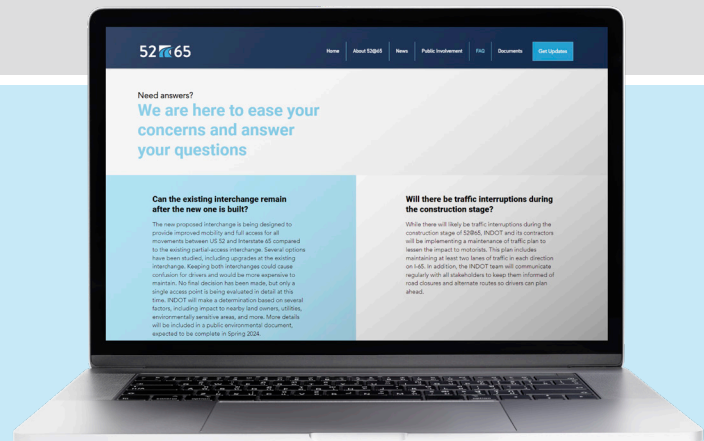 52 65
Home
About 52@65
News
Public Involvement
FAQ
Documents
Get Updates
Need answers?
We are here to ease your
concerns and answer
your questions
Can the existing interchange remain
after the new one is built?
The new proposed interchange is being designed to
provide improved mobility and full access for all
movements between US 52 and Interstate 65 compared
to the existing partial-access interchange. Several options
have been studied, including upgrades at the existing
interchange. Keeping both interchanges could cause
confusion for drivers and would be more expensive to
maintain. No final decision has been made, but only a
single access point is being evaluated in detail at this
time. INDOT will make a determination based on several
factors, including impact to nearby land owners, utilities,
environmentally sensitive areas, and more. More details
will be included in a public environmental document,
expected to be complete in Spring 2024.
Will there be traffic interruptions during
the construction stage?
While there will likely be traffic interruptions during the
construction stage of 52@65, INDOT and its contractors
will be implementing a maintenance of traffic plan to
lessen the impact to motorists. This plan includes
maintaining at least two lanes of traffic in each direction
on I-65. In addition, the INDOT team will communicate
regularly with all stakeholders to keep them informed of
road closures and alternate routes so drivers can plan
ahead.